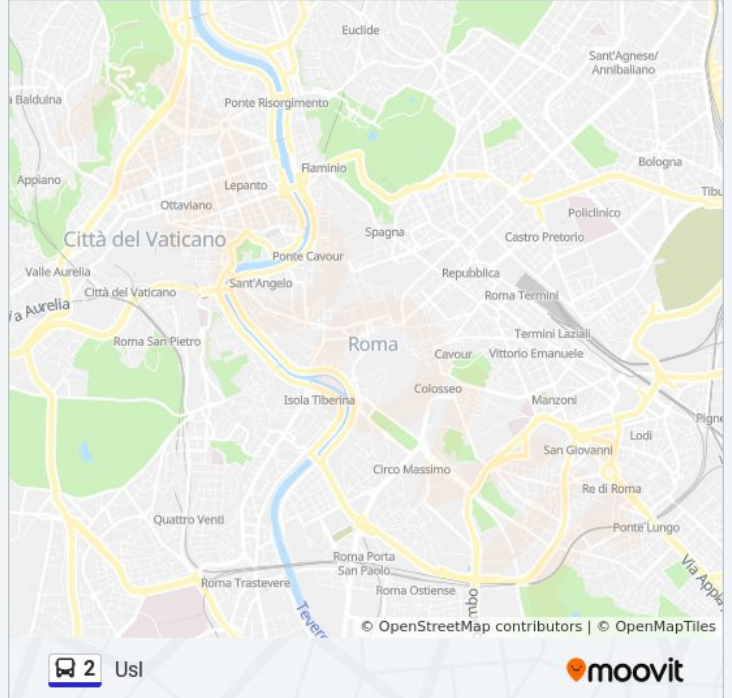 Euclide
Sant'Agnese/
Annibaliano
a Balduina
Ponte Risorgimento
Bologna
Flaminio
Appiano
Lepanto
Tibu
Ottaviano
Policlinico
Spagna
Castro Pretorio
Città del Vaticano
Ponte Cavour
Valle Aurelia
Repubblica
Sant'Angelo
Città del Vaticano
Roma Termini
ia Aurelia
Termini Laziali
Roma San Pietro
Roma
Cavour
Vittorio Emanuele
Colosseo
Isola Tiberina
Manzoni
Pigne
Lodi
San Giovanni
Circo Massimo
Re di Roma
Quattro Venti
Ponte Lungo
Roma Porta
San Paolo
Via Appia
Roma Trastevere
Roma Ostiense
mbo
Tevere
© OpenStreetMap contributors | © OpenMapTiles
2 Usl
moovit